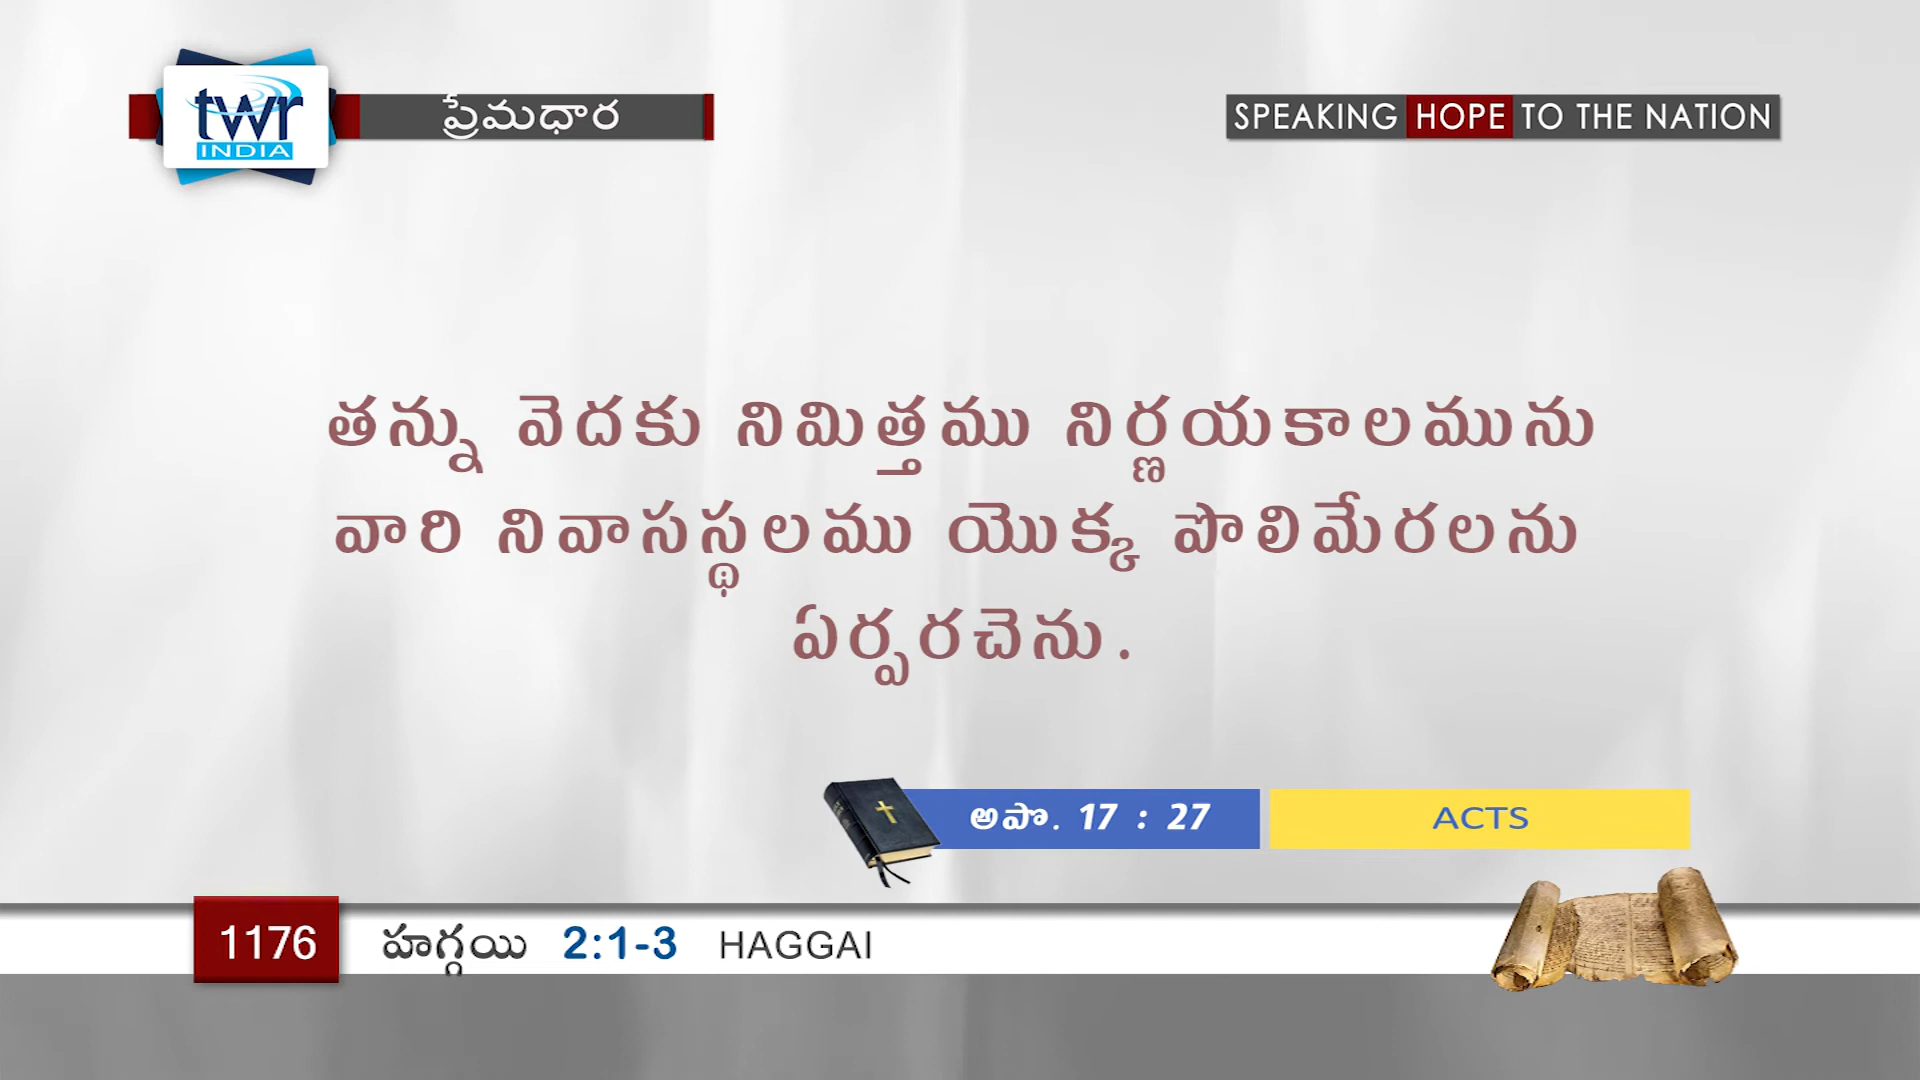 twr
INDIA
ప్రేమధార
SPEAKING HOPE TO THE NATION
తన్ను వెదకు నిమిత్తము నిర్ణయకాలమును
వారి నివాసస్థలము యొక్క పొలిమేరలను
ఏర్పరచెను.
అపొ. 17 : 27
ACTS
1176 హగ్గయి 2:1-3 HAGGAI